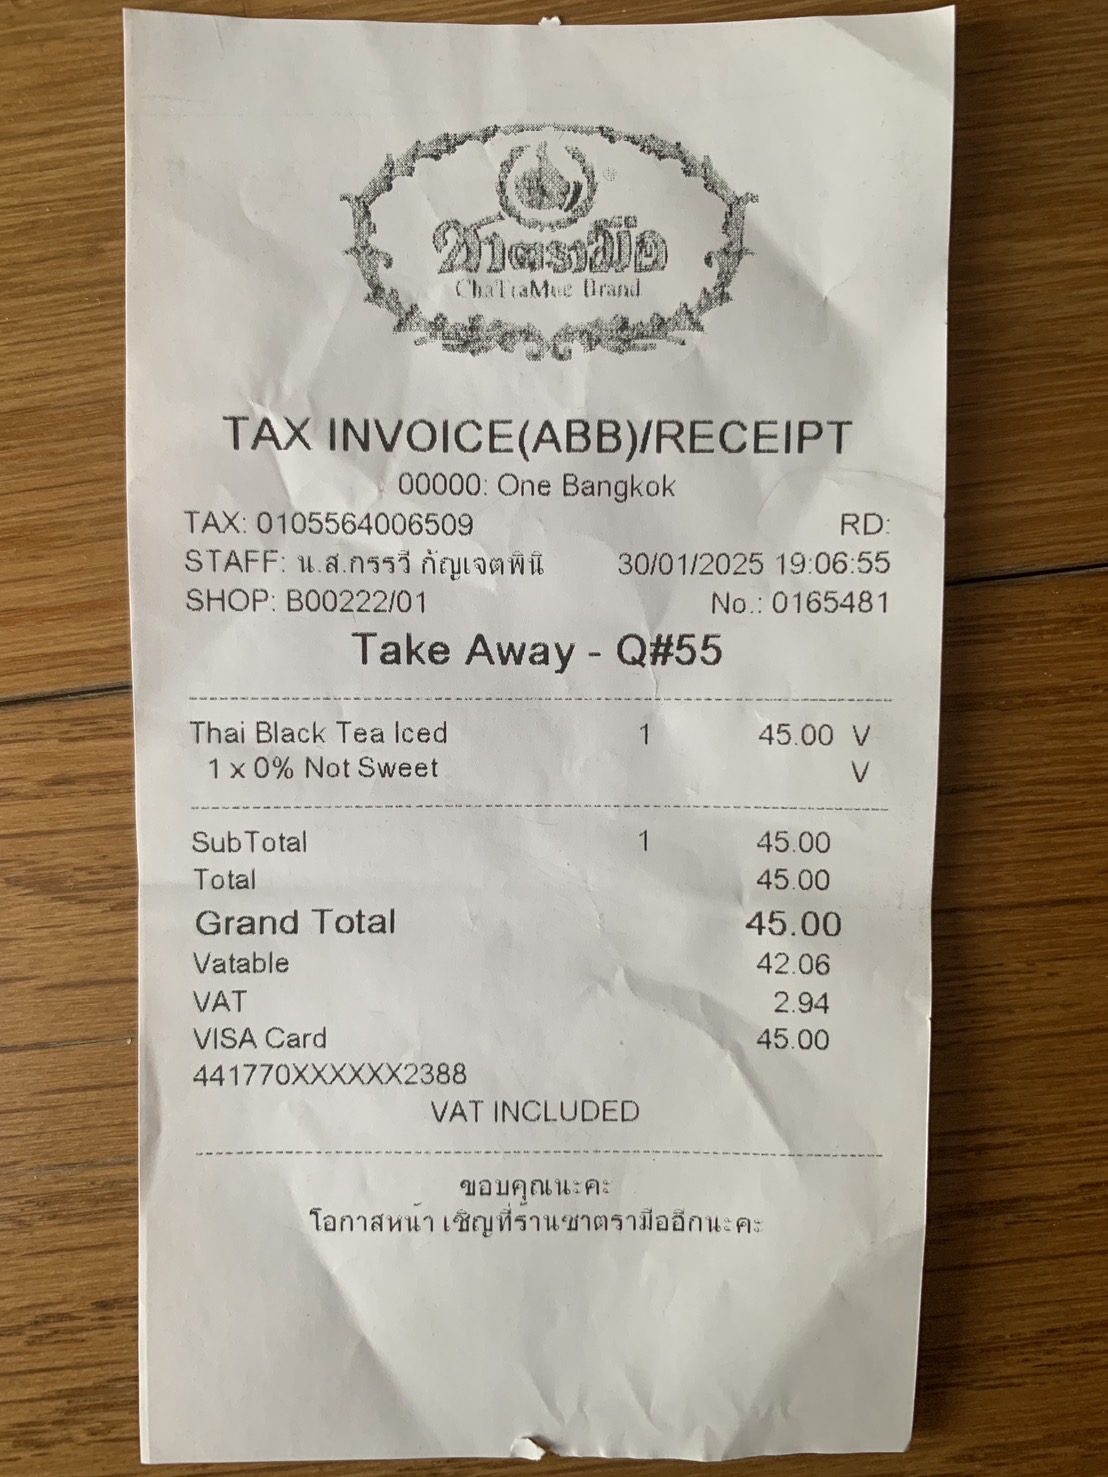 ชาตรามือ
ChaTraMue Brand
TAX INVOICE(ABB)/RECEIPT
00000: One Bangkok
TAX: 0105564006509 RD:
STAFF: น.ส.กรรวี กัญเจตพินิ 30/01/2025 19:06:55
SHOP: B00222/01 No.: 0165481
Take Away - Q#55
Thai Black Tea Iced 1 45.00 V
1 x 0% Not Sweet V
SubTotal 1 45.00
Total 45.00
Grand Total 45.00
Vatable 42.06
VAT 2.94
VISA Card 45.00
441770XXXXXX2388
VAT INCLUDED
ขอบคุณนะคะ
โอกาสหน้า เชิญที่ร้านชาตรามืออีกนะคะ